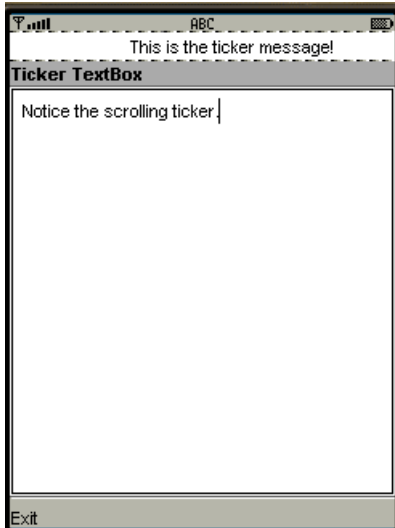 ABC
This is the ticker message!
Ticker TextBox
Notice the scrolling ticker.
Exit